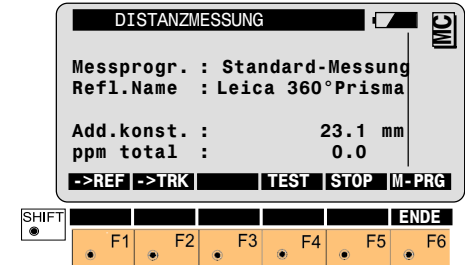 DISTANZMESSUNG MC
Messprogr. : Standard-Messung
Refl.Name : Leica 360°Prisma
Add.konst. : 23.1 mm
ppm total : 0.0
->REF ->TRK TEST STOP M-PRG
SHIFT ENDE
F1 F2 F3 F4 F5 F6